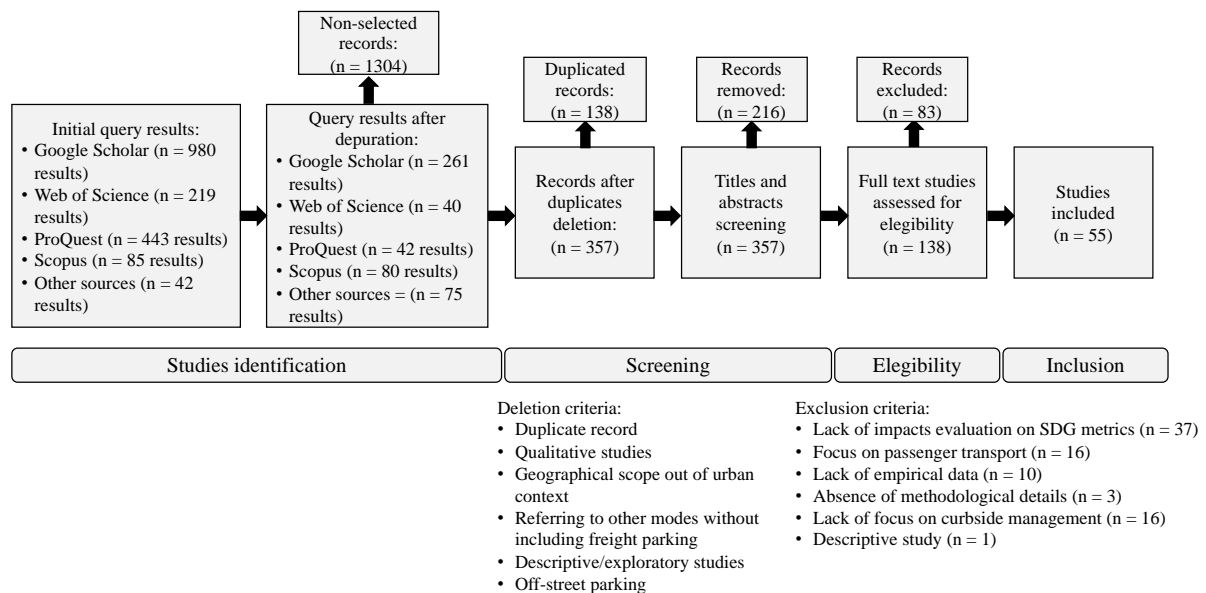 Non-selected
records:
(n = 1304)
Duplicated
records:
(n = 138)
Records
removed:
(n = 216)
Records
excluded:
(n = 83)
Initial query results:
• Google Scholar (n = 980
results)
• Web of Science (n = 219
results)
• ProQuest (n = 443 results)
• Scopus (n = 85 results)
• Other sources (n = 42
results)
Query results after
depuration:
• Google Scholar (n = 261
results)
• Web of Science (n = 40
results)
• ProQuest (n = 42 results)
• Scopus (n = 80 results)
• Other sources = (n = 75
results)
Records after
duplicates
deletion:
(n = 357)
Titles and
abstracts
screening
(n = 357)
Full text studies
assessed for
elegibility
(n = 138)
Studies
included
(n = 55)
Studies identification
Screening
Elegibility
Inclusion
Deletion criteria:
• Duplicate record
• Qualitative studies
• Geographical scope out of urban
context
• Referring to other modes without
including freight parking
• Descriptive/exploratory studies
• Off-street parking
Exclusion criteria:
• Lack of impacts evaluation on SDG metrics (n = 37)
• Focus on passenger transport (n = 16)
• Lack of empirical data (n = 10)
• Absence of methodological details (n = 3)
• Lack of focus on curbside management (n = 16)
• Descriptive study (n = 1)